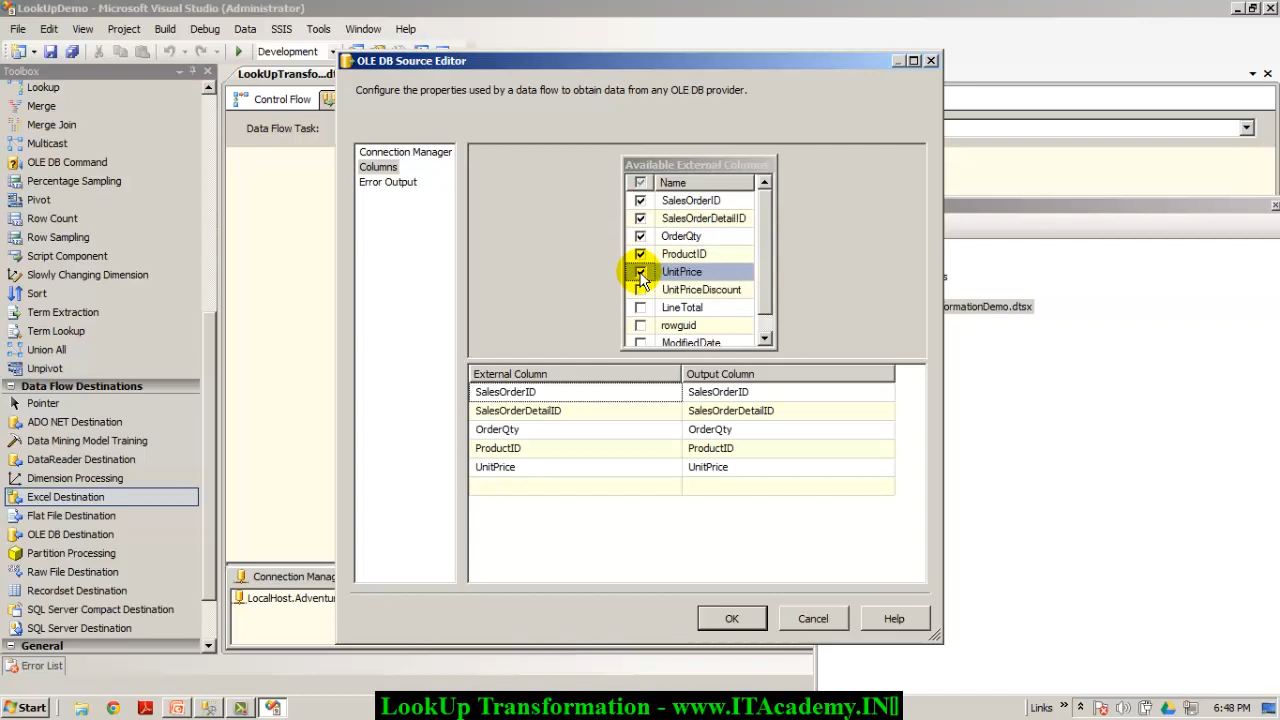 LookUpDemo - Microsoft Visual Studio (Administrator)
File Edit View Project Build Debug Data SSIS Tools Window Help
Development
Toolbox
Lookup
Merge
Merge Join
Multicast
OLE DB Command
Percentage Sampling
Pivot
Row Count
Row Sampling
Script Component
Slowly Changing Dimension
Sort
Term Extraction
Term Lookup
Union All
Unpivot
Data Flow Destinations
Pointer
ADO NET Destination
Data Mining Model Training
DataReader Destination
Dimension Processing
Excel Destination
Flat File Destination
OLE DB Destination
Partition Processing
Raw File Destination
Recordset Destination
SQL Server Compact Destination
SQL Server Destination
General
Error List
LookUpTransfo...dt
Control Flow
Data Flow Task:
Connection Manag
LocalHost.Adventu
OLE DB Source Editor
Configure the properties used by a data flow to obtain data from any OLE DB provider.
Connection Manager
Columns
Error Output
Available External Columns
Name
SalesOrderID
SalesOrderDetailID
OrderQty
ProductID
UnitPrice
UnitPriceDiscount
LineTotal
rowguid
ModifiedDate
External Column Output Column
SalesOrderID SalesOrderID
SalesOrderDetailID SalesOrderDetailID
OrderQty OrderQty
ProductID ProductID
UnitPrice UnitPrice
OK Cancel Help
s
ormationDemo.dtsx
Start
LookUp Transformation - www.ITAcademy.IN
Links » 6:48 PM